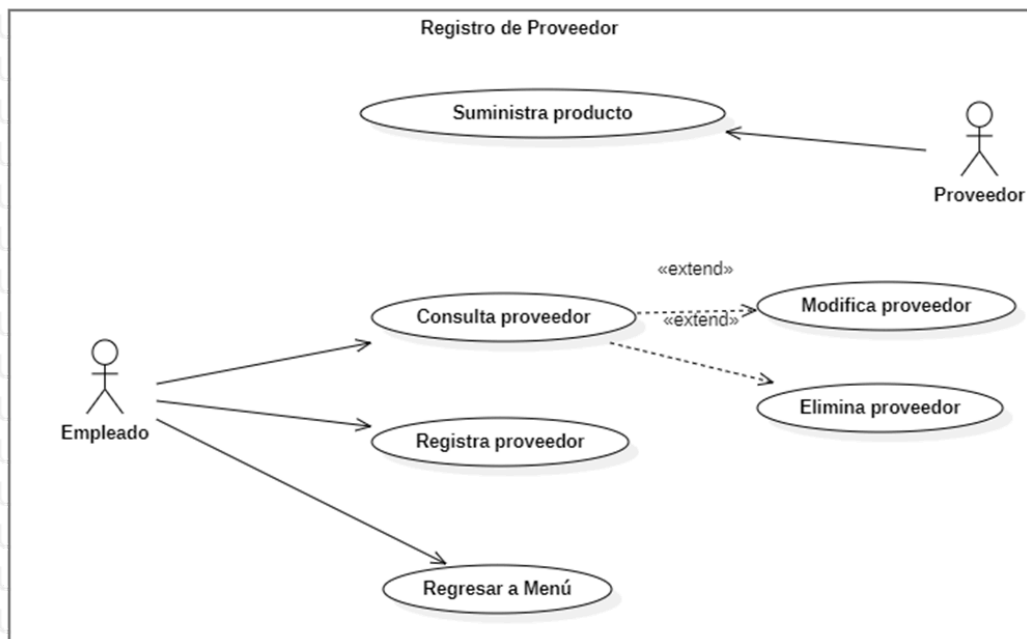 Registro de Proveedor
Suministra producto
Proveedor
«extend»
Consulta proveedor
«extend»
Modifica proveedor
Empleado
Elimina proveedor
Registra proveedor
Regresar a Menú